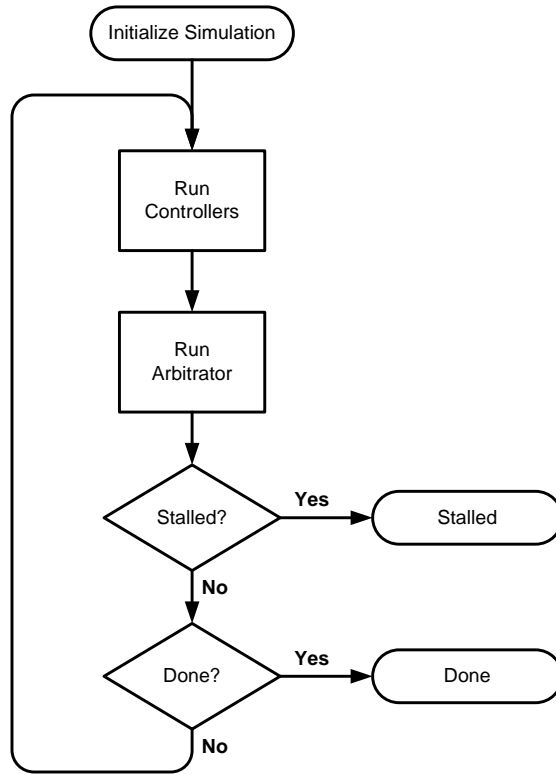 Initialize Simulation
Run
Controllers
Run
Arbitrator
Stalled?
Yes
Stalled
No
Done?
Yes
Done
No